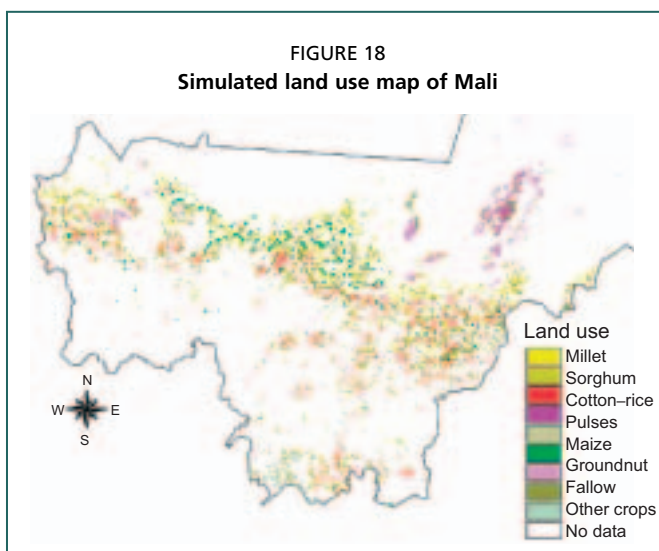 FIGURE 18
Simulated land use map of Mali
Land use
Millet
Sorghum
Cotton–rice
Pulses
Maize
Groundnut
Fallow
Other crops
No data
N
W E
S